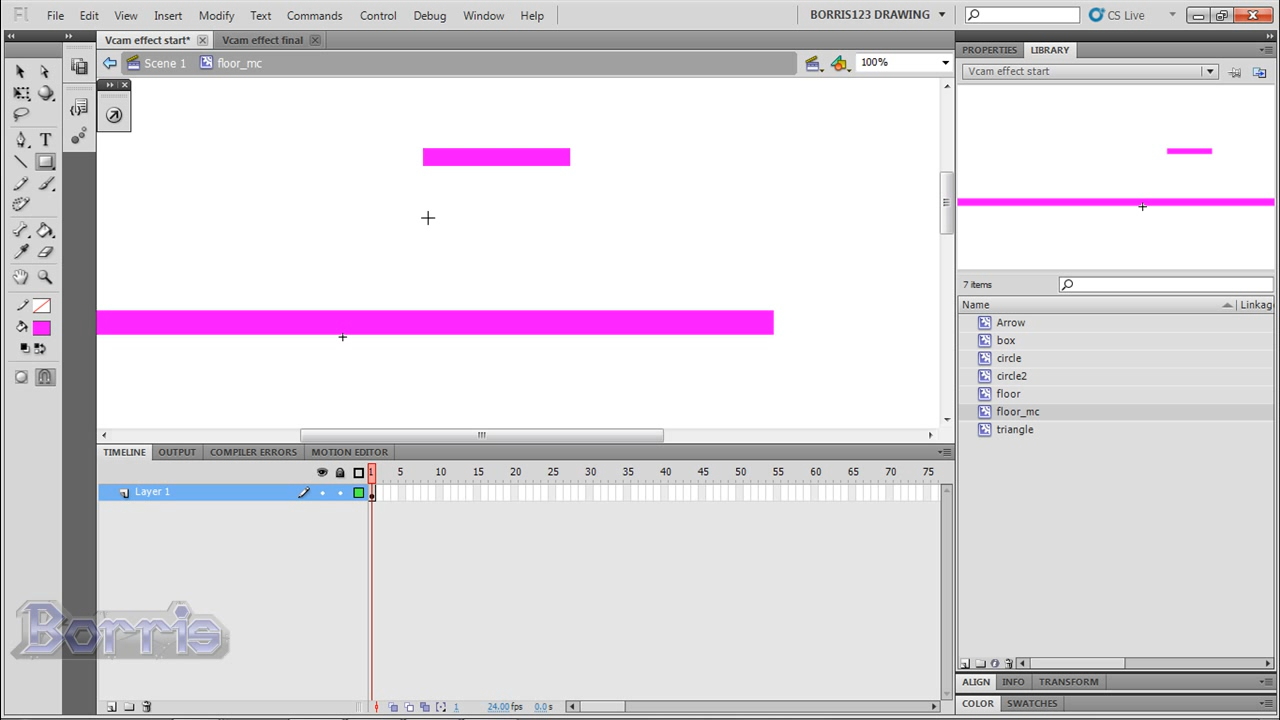 Fl File Edit View Insert Modify Text Commands Control Debug Window Help BORRIS123 DRAWING CS Live
Vcam effect start* Vcam effect final
Scene 1 floor_mc 100%
PROPERTIES LIBRARY
Vcam effect start
7 items
Name Linkag
Arrow
box
circle
circle2
floor
floor_mc
triangle
TIMELINE OUTPUT COMPILER ERRORS MOTION EDITOR
1 5 10 15 20 25 30 35 40 45 50 55 60 65 70 75
Layer 1
Borris
1 24.00fps 0.0s
ALIGN INFO TRANSFORM
COLOR SWATCHES